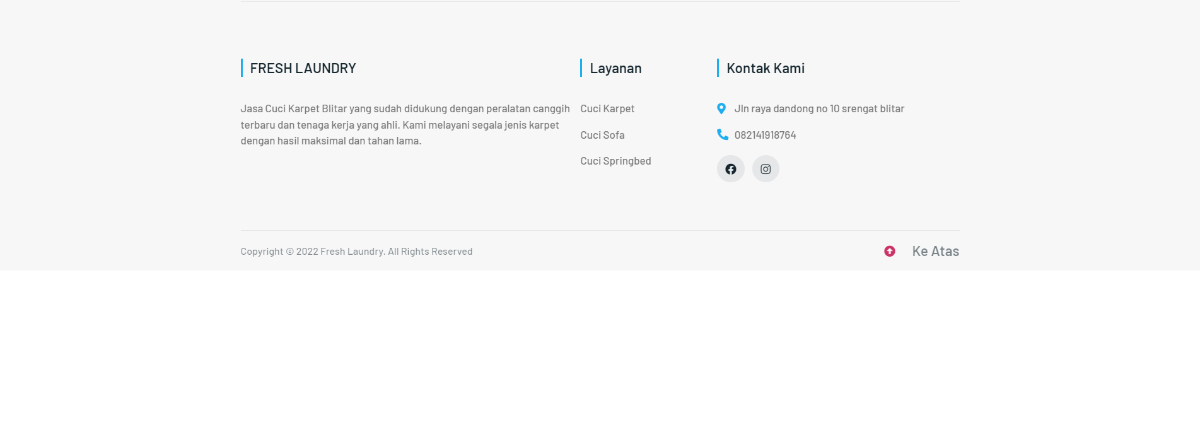 FRESH LAUNDRY
Jasa Cuci Karpet Blitar yang sudah didukung dengan peralatan canggih
terbaru dan tenaga kerja yang ahli. Kami melayani segala jenis karpet
dengan hasil maksimal dan tahan lama.
Layanan
Cuci Karpet
Cuci Sofa
Cuci Springbed
Kontak Kami
Jln raya dandong no 10 srengat blitar
082141918764
Copyright © 2022 Fresh Laundry. All Rights Reserved
Ke Atas